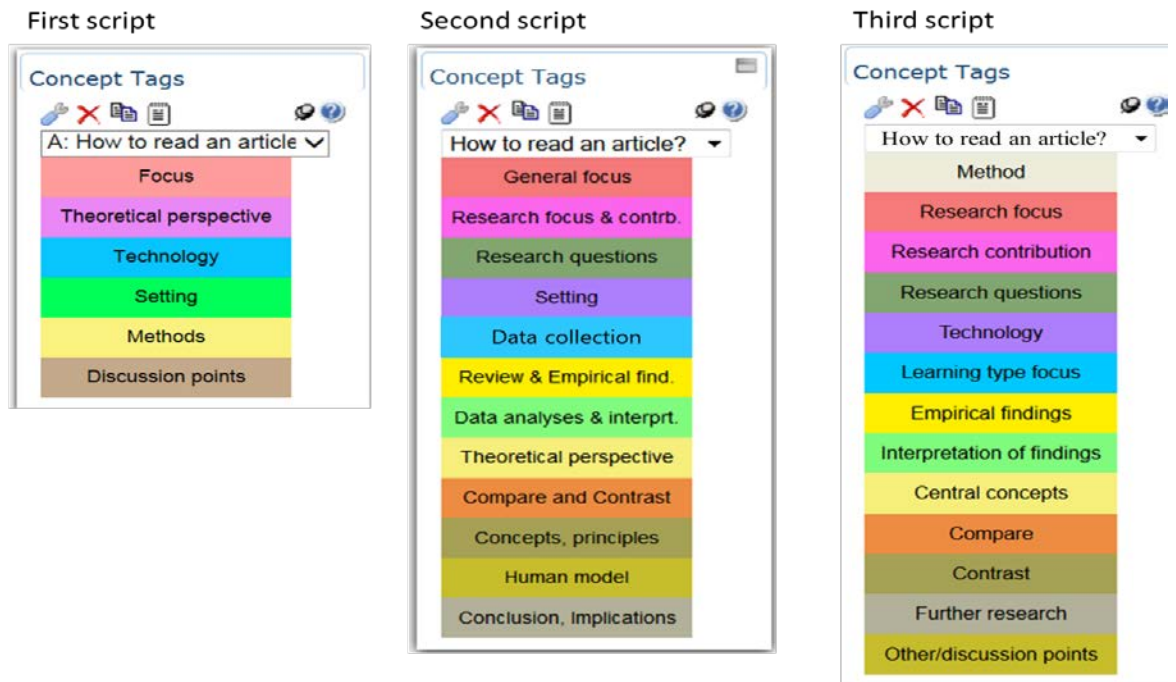 First script
Concept Tags
A: How to read an article
Focus
Theoretical perspective
Technology
Setting
Methods
Discussion points
Second script
Concept Tags
How to read an article?
General focus
Research focus & contrb.
Research questions
Setting
Data collection
Review & Empirical find.
Data analyses & interprt.
Theoretical perspective
Compare and Contrast
Concepts, principles
Human model
Conclusion, Implications
Third script
Concept Tags
How to read an article?
Method
Research focus
Research contribution
Research questions
Technology
Learning type focus
Empirical findings
Interpretation of findings
Central concepts
Compare
Contrast
Further research
Other/discussion points